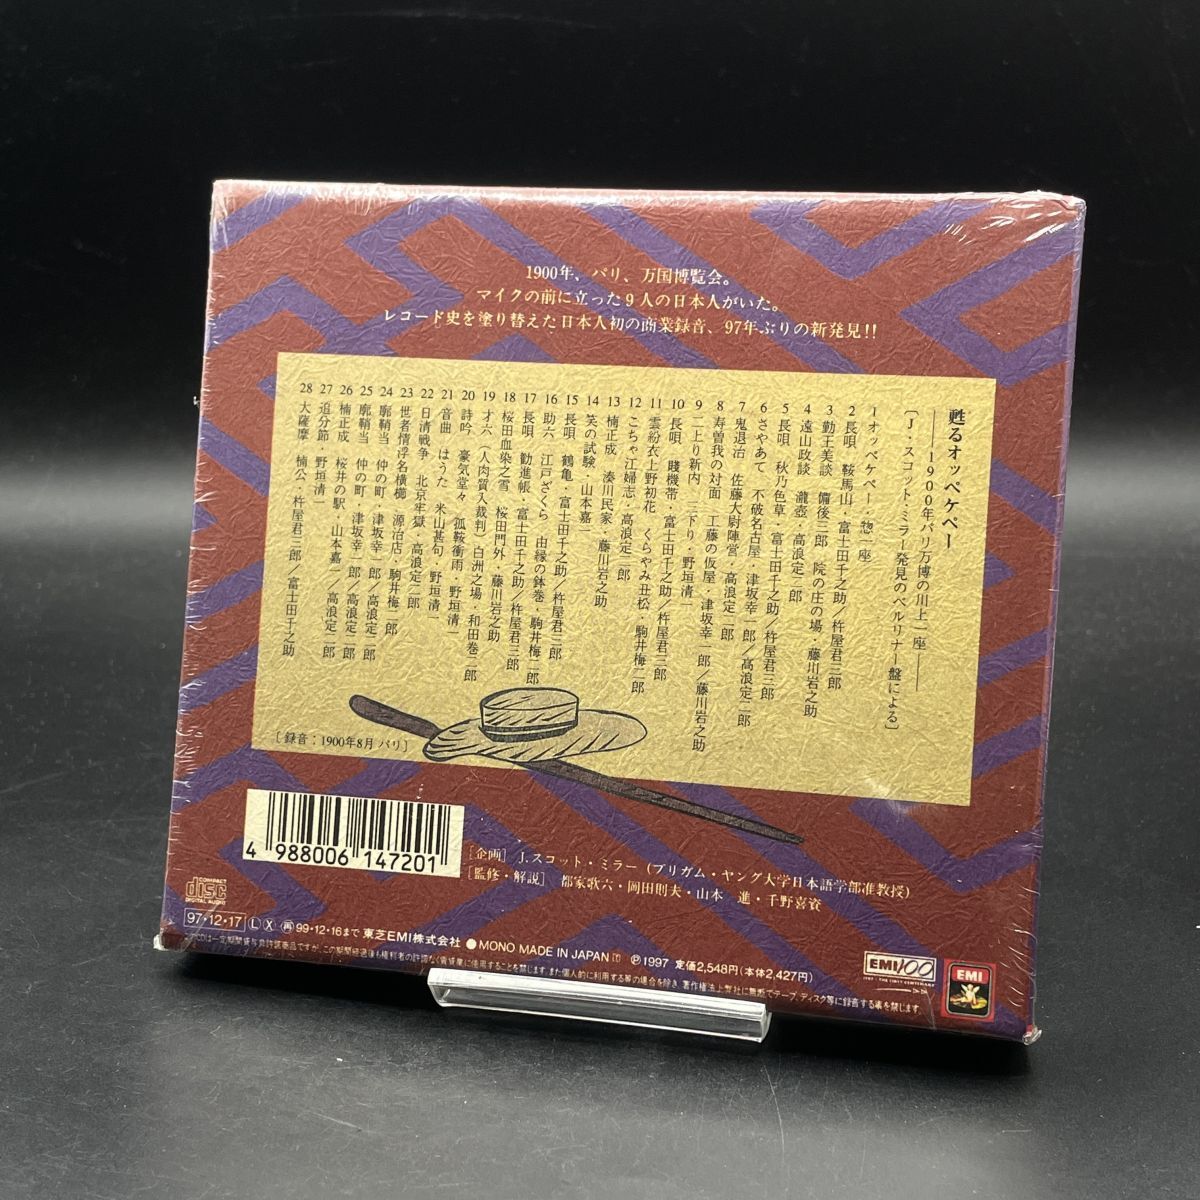 1900年、パリ、万国博覧会。
マイクの前に立った9人の日本人がいた。
レコード史を塗り替えた日本人初の商業録音、97年ぶりの新発見!!
甦るオッペケペー
——1900年パリ万博の川上一座——
〔J・スコット・ミラー発見のベルリナー盤による〕
1 オッペケペー・惣一座
2 長唄 鞍馬山・富士田千之助／杵屋君三郎
3 勤王美談 備後三郎 院の庄の場・藤川岩之助
4 遠山政談 瀧壺・高浪定二郎
5 長唄 秋乃色草・富士田千之助／杵屋君三郎
6 さやあて 不破名古屋・津坂幸一郎／高浪定二郎
7 鬼退治 佐藤大尉陣営・高浪定二郎
8 寿曽我の対面 工藤の仮屋・津坂幸一郎／藤川岩之助
9 二上り新内 二下り・野垣清一
10 長唄 賤機帯・富士田千之助／杵屋君三郎
11 雲紛衣上野初花 くらやみ丑松・駒井梅二郎
12 こちゃ江婦志・高浪定二郎
13 楠正成 湊川民家・藤川岩之助
14 笑の試験・山本嘉一
15 長唄 鶴亀・富士田千之助／杵屋君三郎
16 助六 江戸ざくら 由縁の鉢巻・駒井梅二郎
17 長唄 勧進帳・富士田千之助／杵屋君三郎
18 桜田血染之雪 桜田門外・藤川岩之助
19 才六（人肉質入裁判）白洲之場・和田巻二郎
20 詩吟 豪気堂々 孤鞍衝雨・野垣清一
21 音曲 はうた 米山甚句・野垣清一
22 日清戦争 北京牢獄・高浪定二郎
23 世者情浮名横櫛 源治店・駒井梅二郎
24 廓鞘当 仲の町・津坂幸一郎／高浪定二郎
25 廓鞘当 仲の町・津坂幸一郎／高浪定二郎
26 楠正成 桜井の駅・山本嘉一／高浪定二郎
27 追分節 野垣清一
28 大薩摩 楠公・杵屋君三郎／富士田千之助
［録音：1900年8月 パリ］
4 988006 147201
［企画］ J.スコット・ミラー（ブリガム・ヤング大学日本語学部准教授）
［監修・解説］ 都家歌六・岡田則夫・山本 進・千野喜資
COMPACT disc DIGITAL AUDIO
97・12・17 Ⓛ Ⓧ ㊞99・12・16まで 東芝EMI株式会社 ●MONO MADE IN JAPAN ℗1997 定価2,548円(本体2,427円)
EMI100
EMI